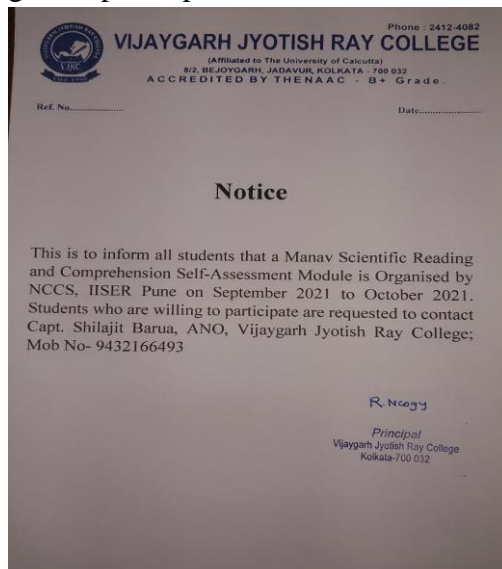 Phone : 2412-4082
VIJAYGARH JYOTISH RAY COLLEGE
(Affiliated to The University of Calcutta)
8/2, BEJOYGARH, JADAVUR, KOLKATA - 700 032
ACCREDITED BY THENAAC - B+ Grade.
Ref. No.
Date
Notice
This is to inform all students that a Manav Scientific Reading
and Comprehension Self-Assessment Module is Organised by
NCCS, IISER Pune on September 2021 to October 2021.
Students who are willing to participate are requested to contact
Capt. Shilajit Barua, ANO, Vijaygarh Jyotish Ray College;
Mob No- 9432166493
Principal
Vijaygarh Jyotish Ray College
Kolkata-700 032